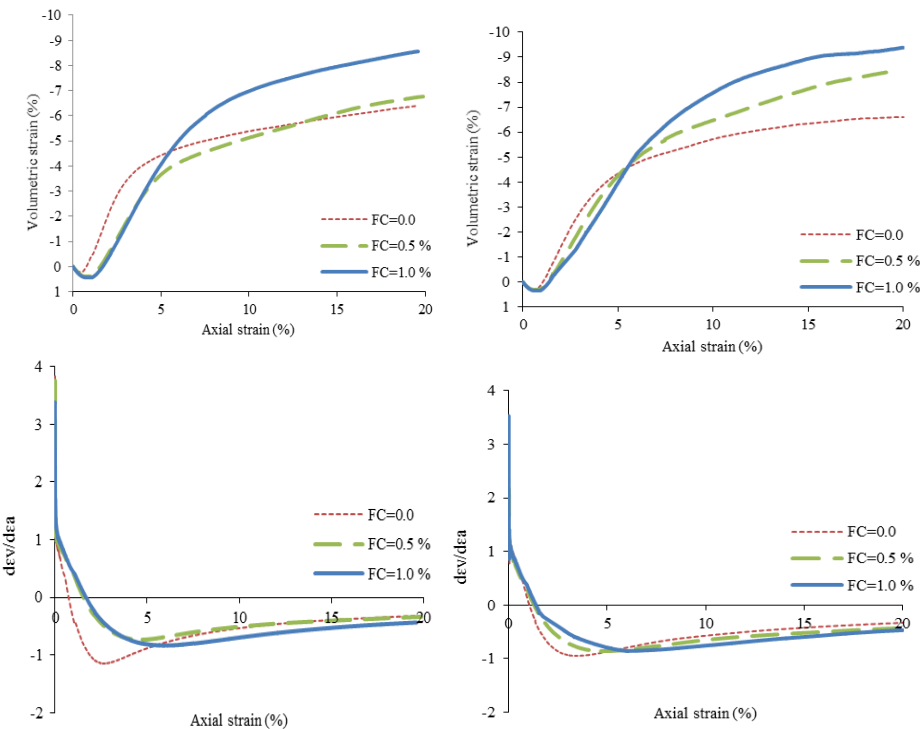 -10
-9
-8
-7
-6
-5
-4
-3
-2
-1
0
1
Volumetric strain (%)
FC=0.0
FC=0.5 %
FC=1.0 %
0 5 10 15 20
Axial strain (%)
-10
-9
-8
-7
-6
-5
-4
-3
-2
-1
0
1
Volumetric strain (%)
FC=0.0
FC=0.5 %
FC=1.0 %
0 5 10 15 20
Axial strain (%)
4
3
2
1
0
-1
-2
dεv/dεa
FC=0.0
FC=0.5 %
FC=1.0 %
0 5 10 15 20
Axial strain (%)
4
3
2
1
0
-1
-2
dεv/dεa
FC=0.0
FC=0.5 %
FC=1.0 %
0 5 10 15 20
Axial strain (%)